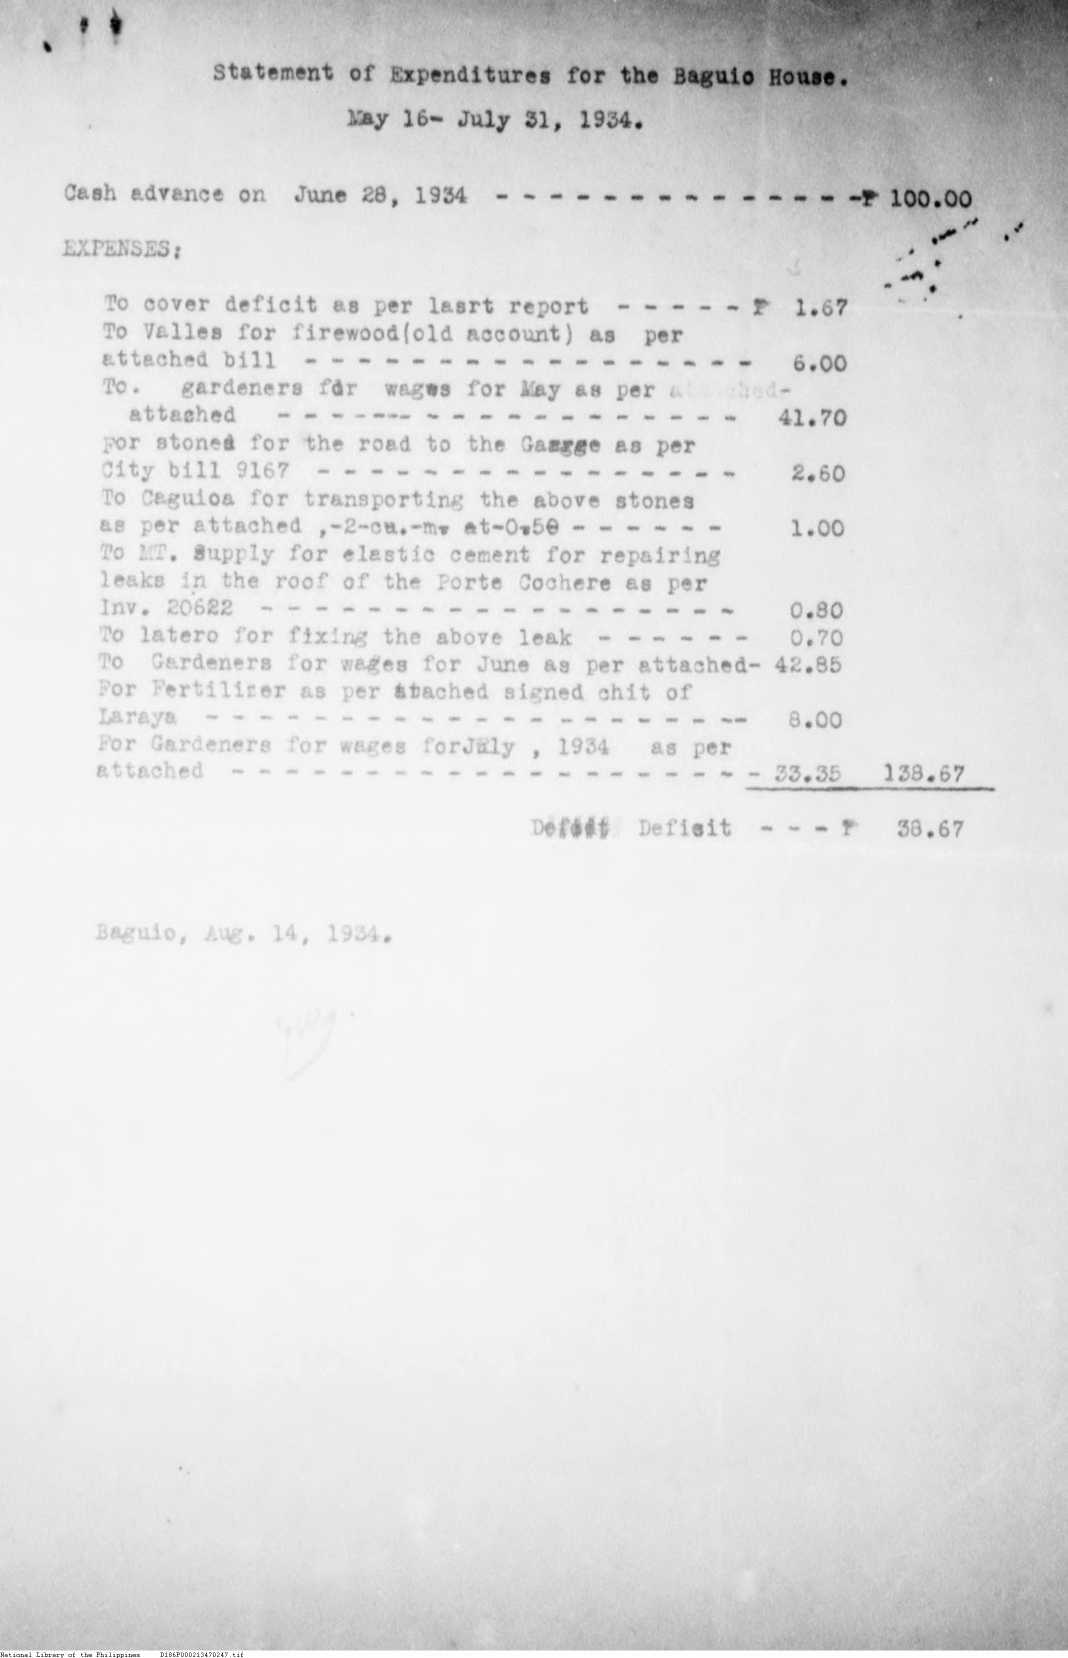 Statement of Expenditures for the Baguio House.
May 16- July 31, 1934.
Cash advance on June 28, 1934 - - - - - - - - - - - - - -₱ 100.00
EXPENSES:
To cover deficit as per lasrt report - - - - - ₱ 1.67
To Valles for firewood(old account) as per
attached bill - - - - - - - - - - - - - - - - - 6.00
To. gardeners for wages for May as per attached-
attached - - - - - - - - - - - - - - - - - - 41.70
For stones for the road to the Gaarge as per
City bill 9167 - - - - - - - - - - - - - - - - 2.60
To Caguioa for transporting the above stones
as per attached ,-2-cu.-m. at-0.50 - - - - - - 1.00
To MT. Supply for elastic cement for repairing
leaks in the roof of the Porte Cochere as per
Inv. 20622 - - - - - - - - - - - - - - - - - - 0.80
To latero for fixing the above leak - - - - - - 0.70
To Gardeners for wages for June as per attached- 42.85
For Fertilizer as per attached signed chit of
Laraya - - - - - - - - - - - - - - - - - - - -- 8.00
For Gardeners for wages forJuly , 1934 as per
attached - - - - - - - - - - - - - - - - - - - - 33.35 138.67
Deficit - - - ₱ 38.67
Baguio, Aug. 14, 1934.
National Library of the Philippines D186P000213470247.tif